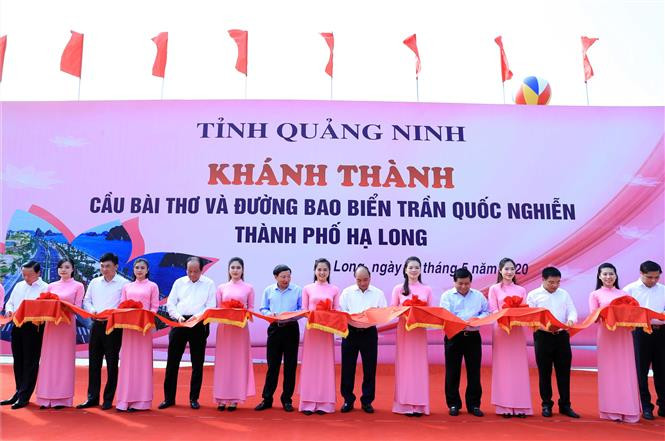 TỈNH QUẢNG NINH
KHÁNH THÀNH
CẦU BÀI THƠ VÀ ĐƯỜNG BAO BIỂN TRẦN QUỐC NGHIỄN
THÀNH PHỐ HẠ LONG
Long, ngày tháng 5 năm 20